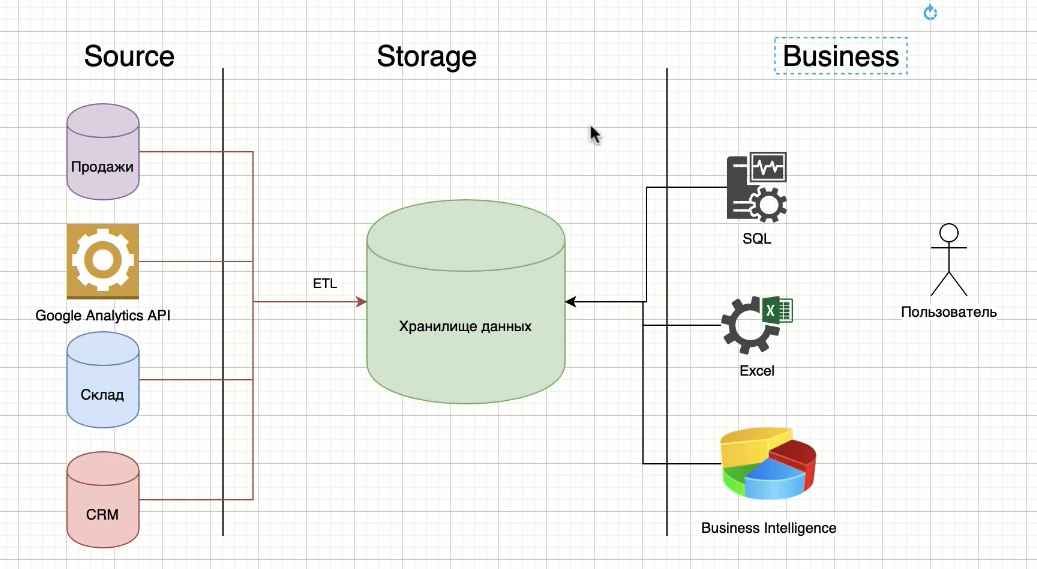 Source
Storage
Business
Продажи
Google Analytics API
Склад
CRM
ETL
Хранилище данных
SQL
Excel
Business Intelligence
Пользователь